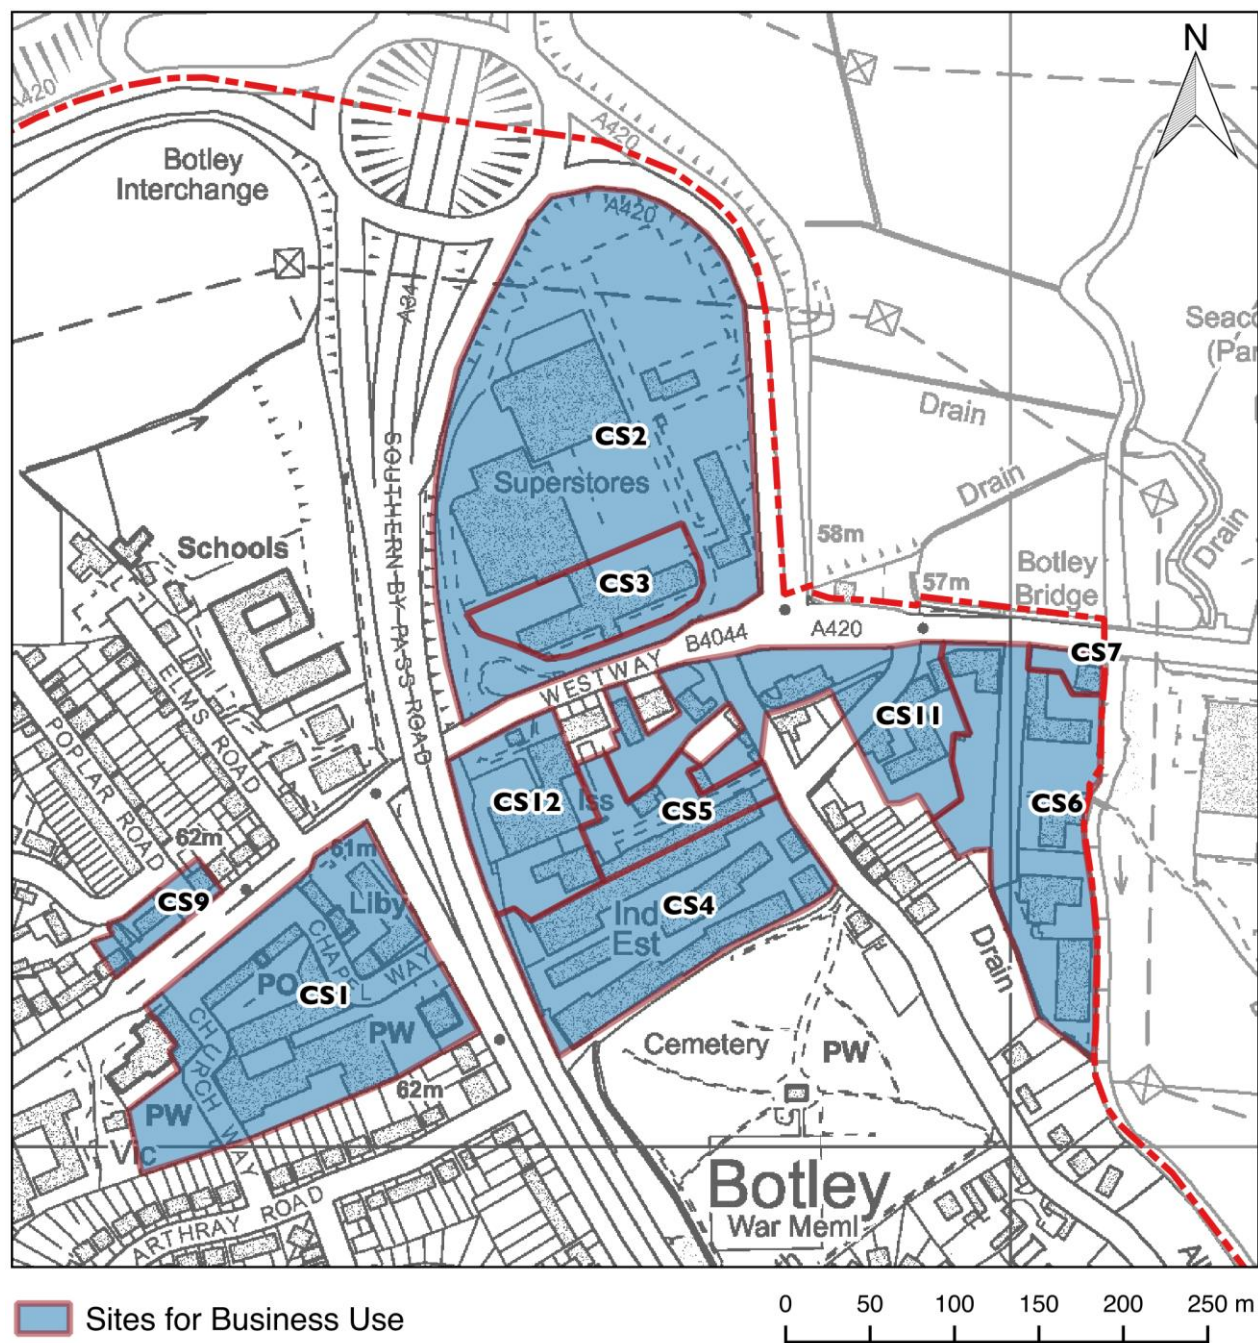 N
A420
A420
Botley
Interchange
A420
A34
Seaco
(Par
Drain
CS2
Superstores
SOUTHERN BY PASS ROAD
Drain
Drain
58m
Schools
57m
Botley
Bridge
CS3
B4044
A420
WESTWAY
CS7
ELMS ROAD
POPLAR ROAD
CS11
CS12
Iss
CS5
CS6
62m
61m
CS9
Liby
CS4
Ind
Est
CHAPEL WAY
PO
CS1
Drain
PW
CHURCH WAY
Cemetery
PW
62m
PW
Vic
Botley
War Meml
ARTHRAY ROAD
Sites for Business Use
0 50 100 150 200 250 m